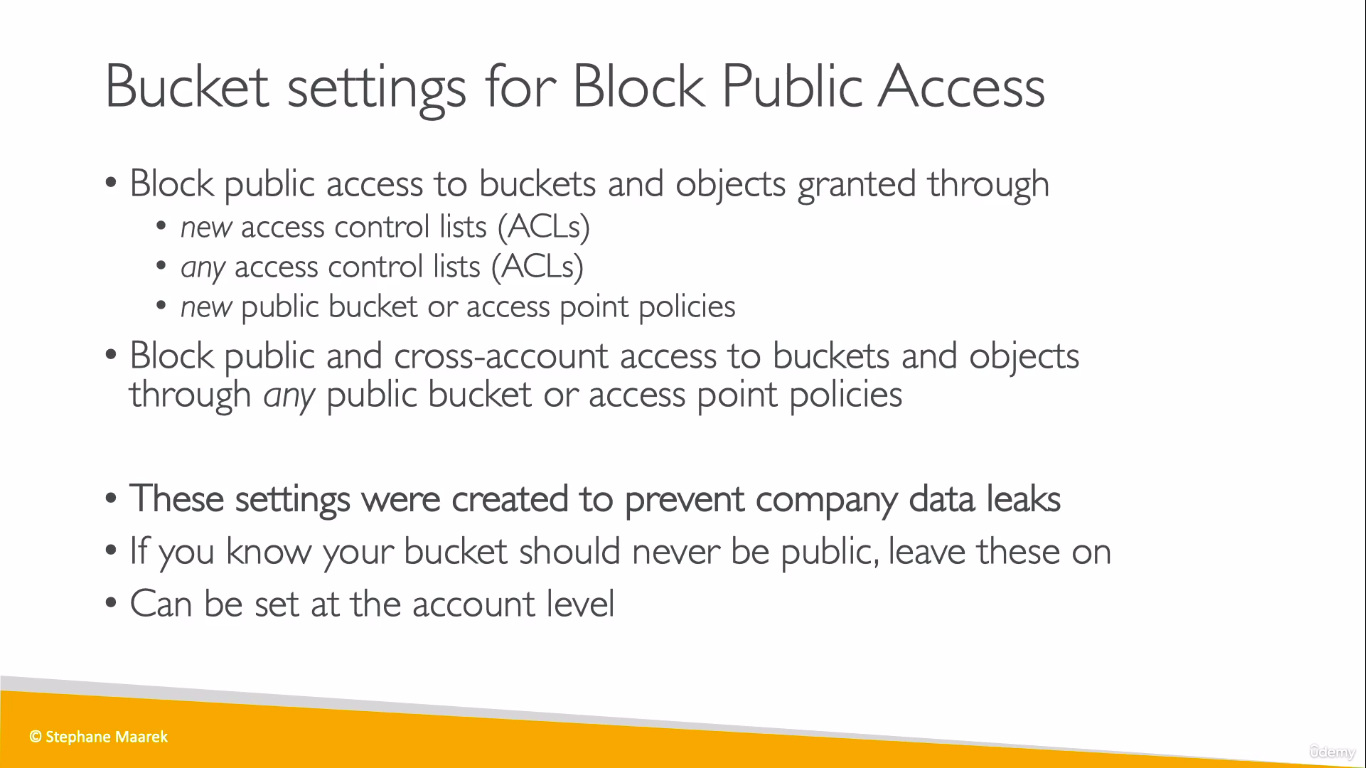 Bucket settings for Block Public Access
• Block public access to buckets and objects granted through
• new access control lists (ACLs)
• any access control lists (ACLs)
• new public bucket or access point policies
• Block public and cross-account access to buckets and objects
through any public bucket or access point policies
• These settings were created to prevent company data leaks
• If you know your bucket should never be public, leave these on
• Can be set at the account level
© Stephane Maarek
ûdemy